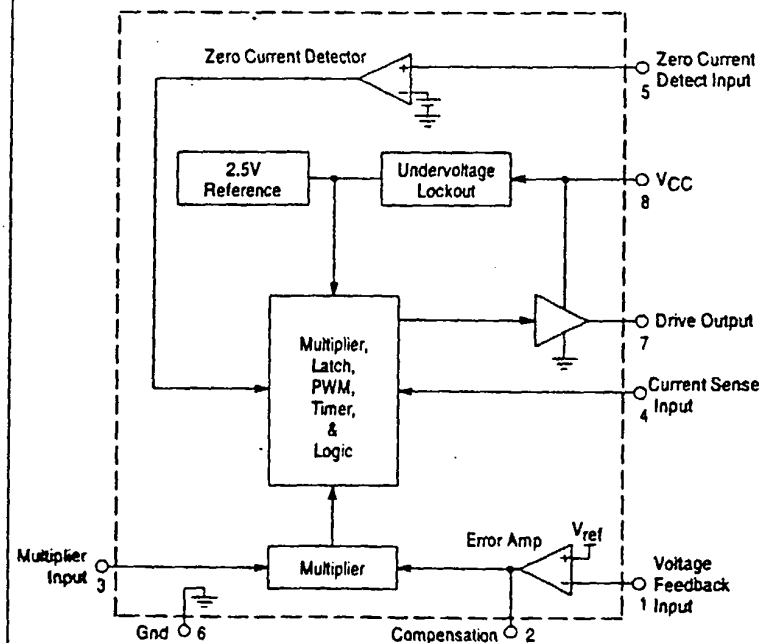 Zero Current Detector
Zero Current
Detect Input
5
2.5V
Reference
Undervoltage
Lockout
VCC
8
Multiplier,
Latch,
PWM,
Timer,
&
Logic
Drive Output
7
Current Sense
Input
4
Multiplier
Input
3
Multiplier
Error Amp
Vref
Voltage
Feedback
Input
1
Gnd
6
Compensation
2